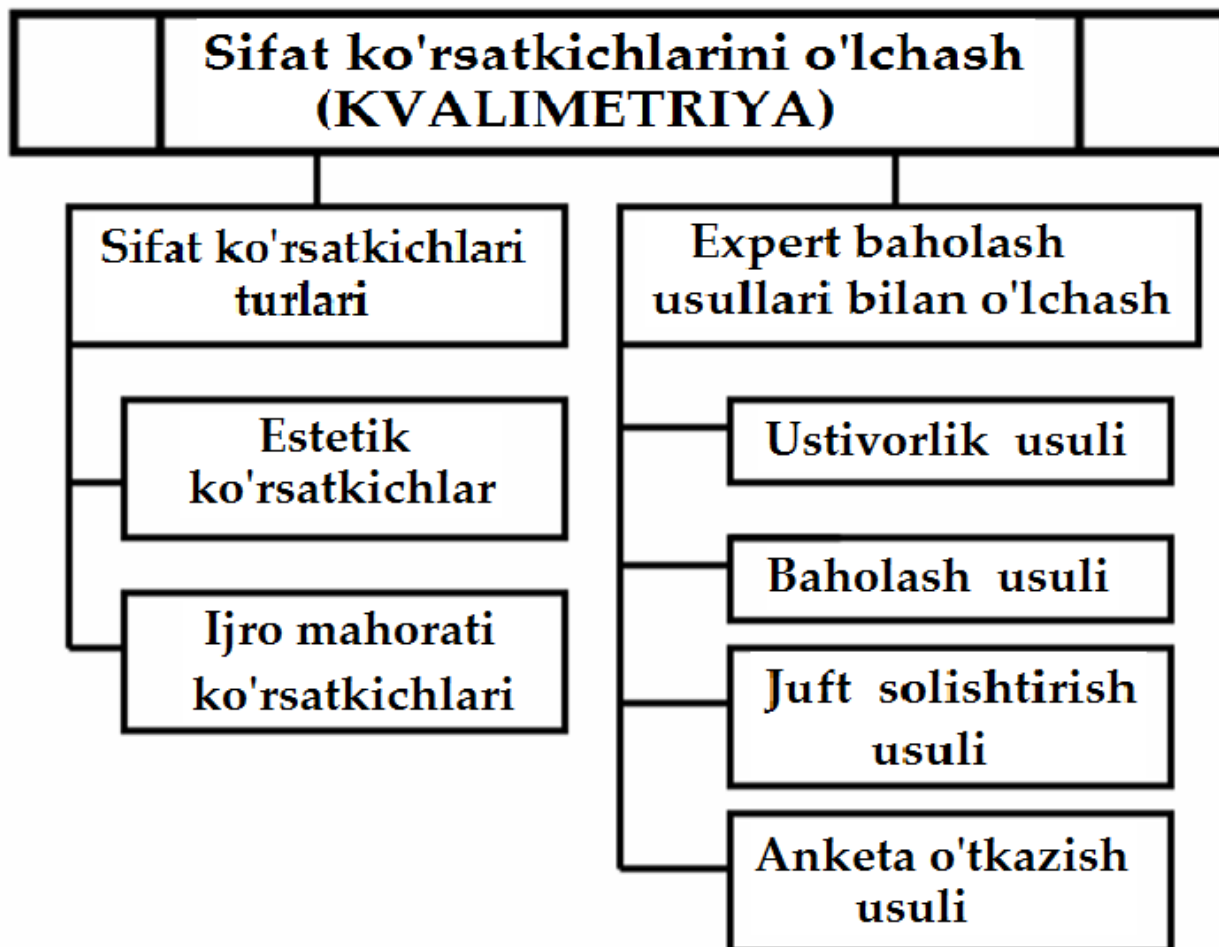 Sifat ko'rsatkichlarini o'lchash
(KVALIMETRIYA)
Sifat ko'rsatkichlari
turlari
Estetik
ko'rsatkichlar
Ijro mahorati
ko'rsatkichlari
Expert baholash
usullari bilan o'lchash
Ustivorlik usuli
Baholash usuli
Juft solishtirish
usuli
Anketa o'tkazish
usuli